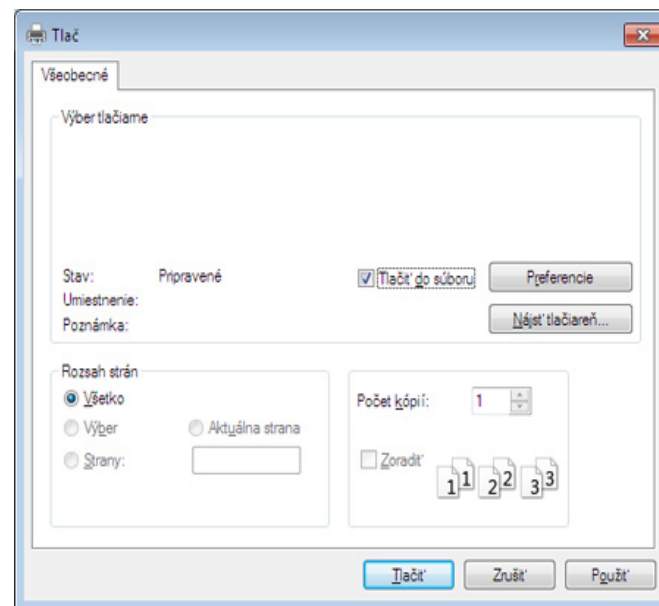 Tlač
Všeobecné
Výber tlačiarne
Stav: Pripravené
Tlačiť do súboru
Preferencie
Umiestnenie:
Poznámka:
Nájsť tlačiareň...
Rozsah strán
Všetko
Výber
Aktuálna strana
Strany:
Počet kópií: 1
Zoradiť
1 1 2 2 3 3
Tlačiť
Zrušiť
Použiť